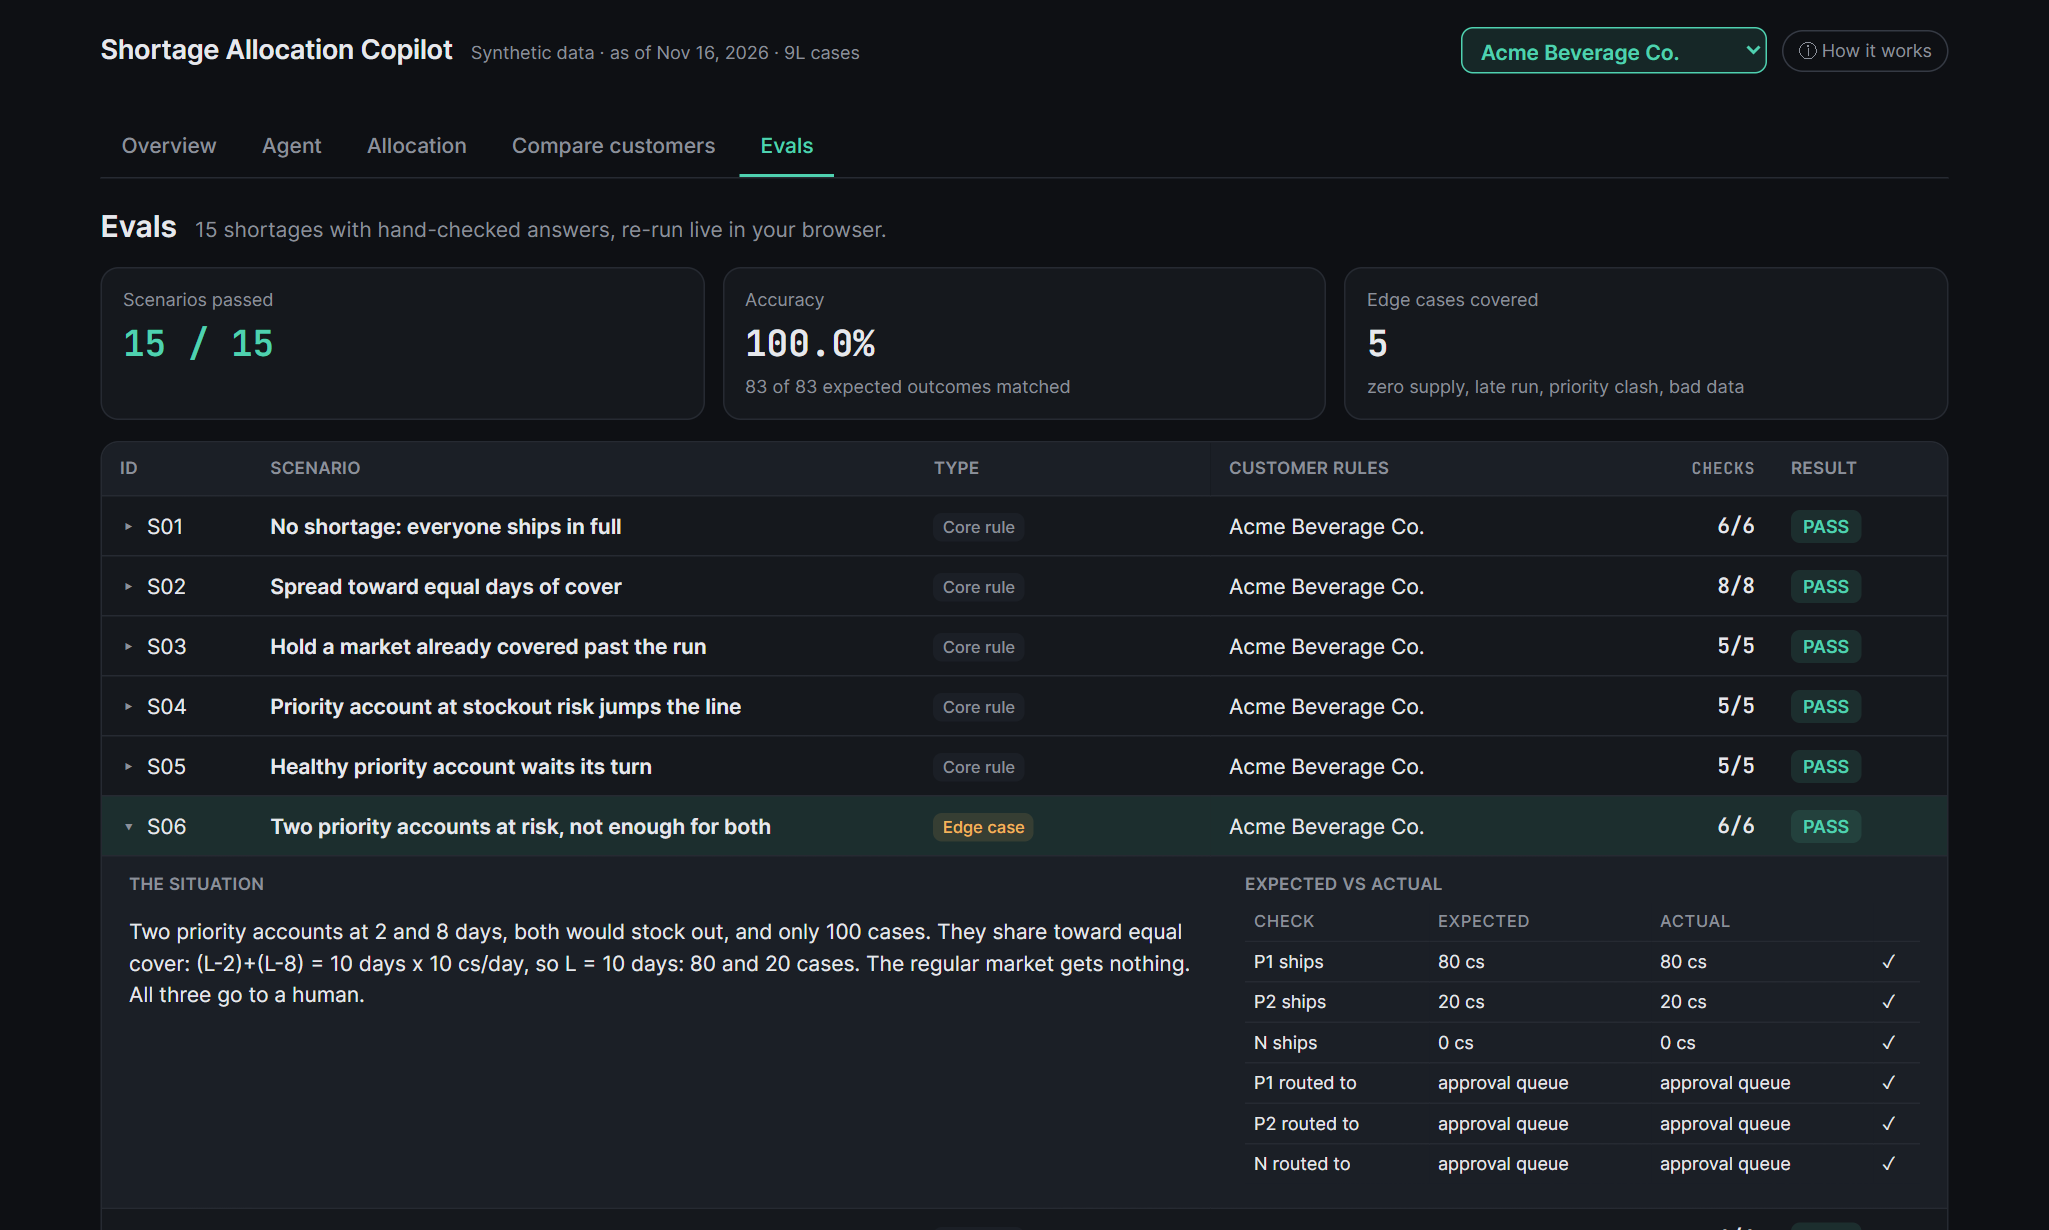 Shortage Allocation Copilot Synthetic data · as of Nov 16, 2026 · 9L cases
Acme Beverage Co.
How it works
Overview Agent Allocation Compare customers Evals
Evals 15 shortages with hand-checked answers, re-run live in your browser.
Scenarios passed
15 / 15
Accuracy
100.0%
83 of 83 expected outcomes matched
Edge cases covered
5
zero supply, late run, priority clash, bad data
ID SCENARIO TYPE CUSTOMER RULES CHECKS RESULT
▸ S01 No shortage: everyone ships in full Core rule Acme Beverage Co. 6/6 PASS
▸ S02 Spread toward equal days of cover Core rule Acme Beverage Co. 8/8 PASS
▸ S03 Hold a market already covered past the run Core rule Acme Beverage Co. 5/5 PASS
▸ S04 Priority account at stockout risk jumps the line Core rule Acme Beverage Co. 5/5 PASS
▸ S05 Healthy priority account waits its turn Core rule Acme Beverage Co. 5/5 PASS
▾ S06 Two priority accounts at risk, not enough for both Edge case Acme Beverage Co. 6/6 PASS
THE SITUATION
Two priority accounts at 2 and 8 days, both would stock out, and only 100 cases. They share toward equal
cover: (L-2)+(L-8) = 10 days x 10 cs/day, so L = 10 days: 80 and 20 cases. The regular market gets nothing.
All three go to a human.
EXPECTED VS ACTUAL
CHECK EXPECTED ACTUAL
P1 ships 80 cs 80 cs ✓
P2 ships 20 cs 20 cs ✓
N ships 0 cs 0 cs ✓
P1 routed to approval queue approval queue ✓
P2 routed to approval queue approval queue ✓
N routed to approval queue approval queue ✓